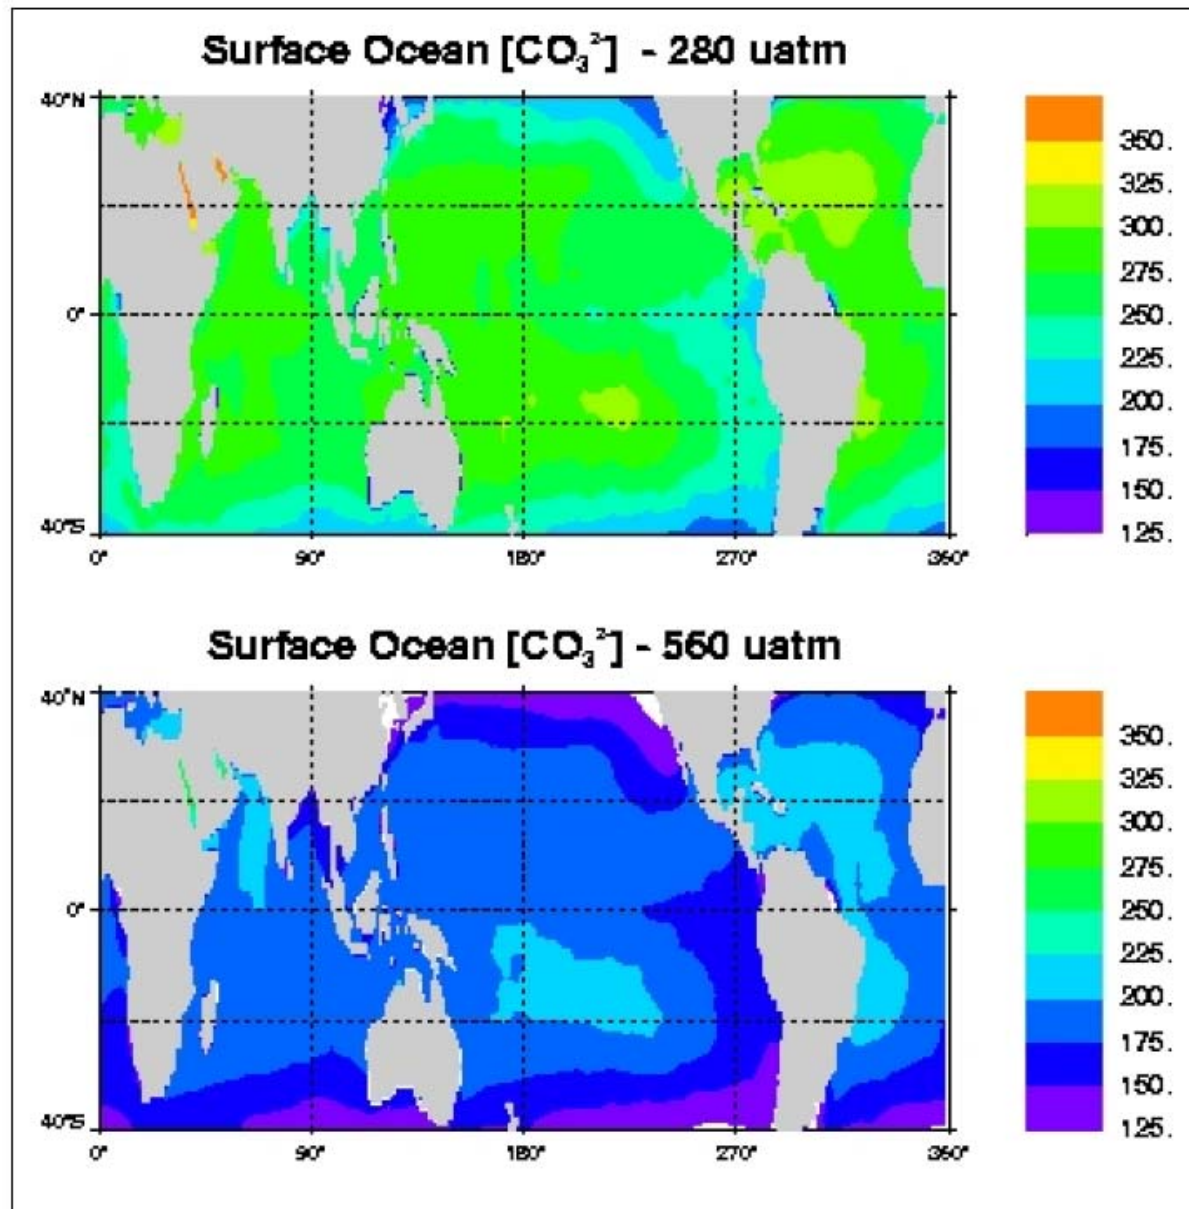 Surface Ocean [CO₃²⁻] - 280 uatm
40°N
0°
40°S
0° 90° 180° 270° 360°
350.
325.
300.
275.
250.
225.
200.
175.
150.
125.
Surface Ocean [CO₃²⁻] - 560 uatm
40°N
0°
40°S
0° 90° 180° 270° 360°
350.
325.
300.
275.
250.
225.
200.
175.
150.
125.